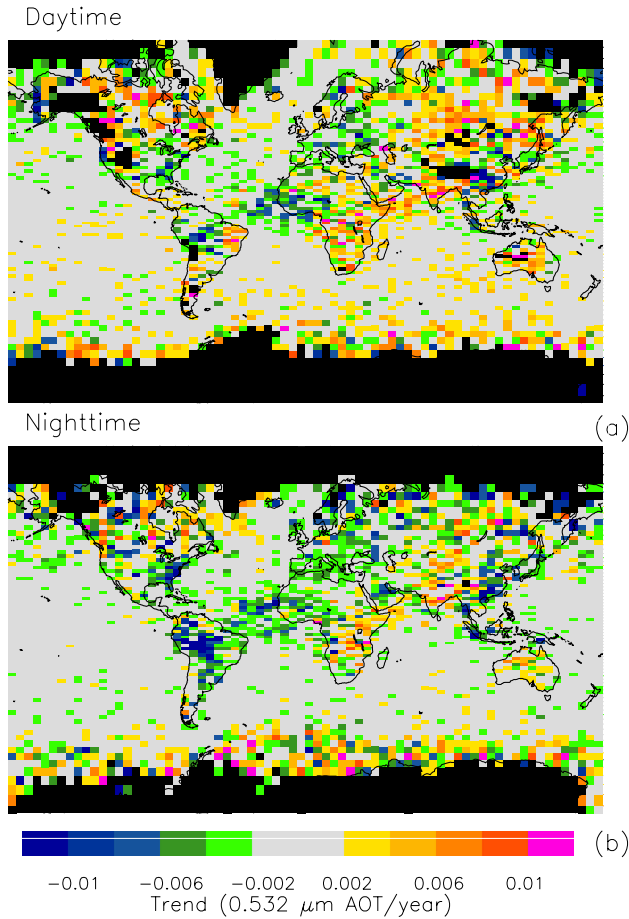 Daytime
(a)
Nighttime
(b)
−0.01 −0.006 −0.002 0.002 0.006 0.01
Trend (0.532 μm AOT/year)